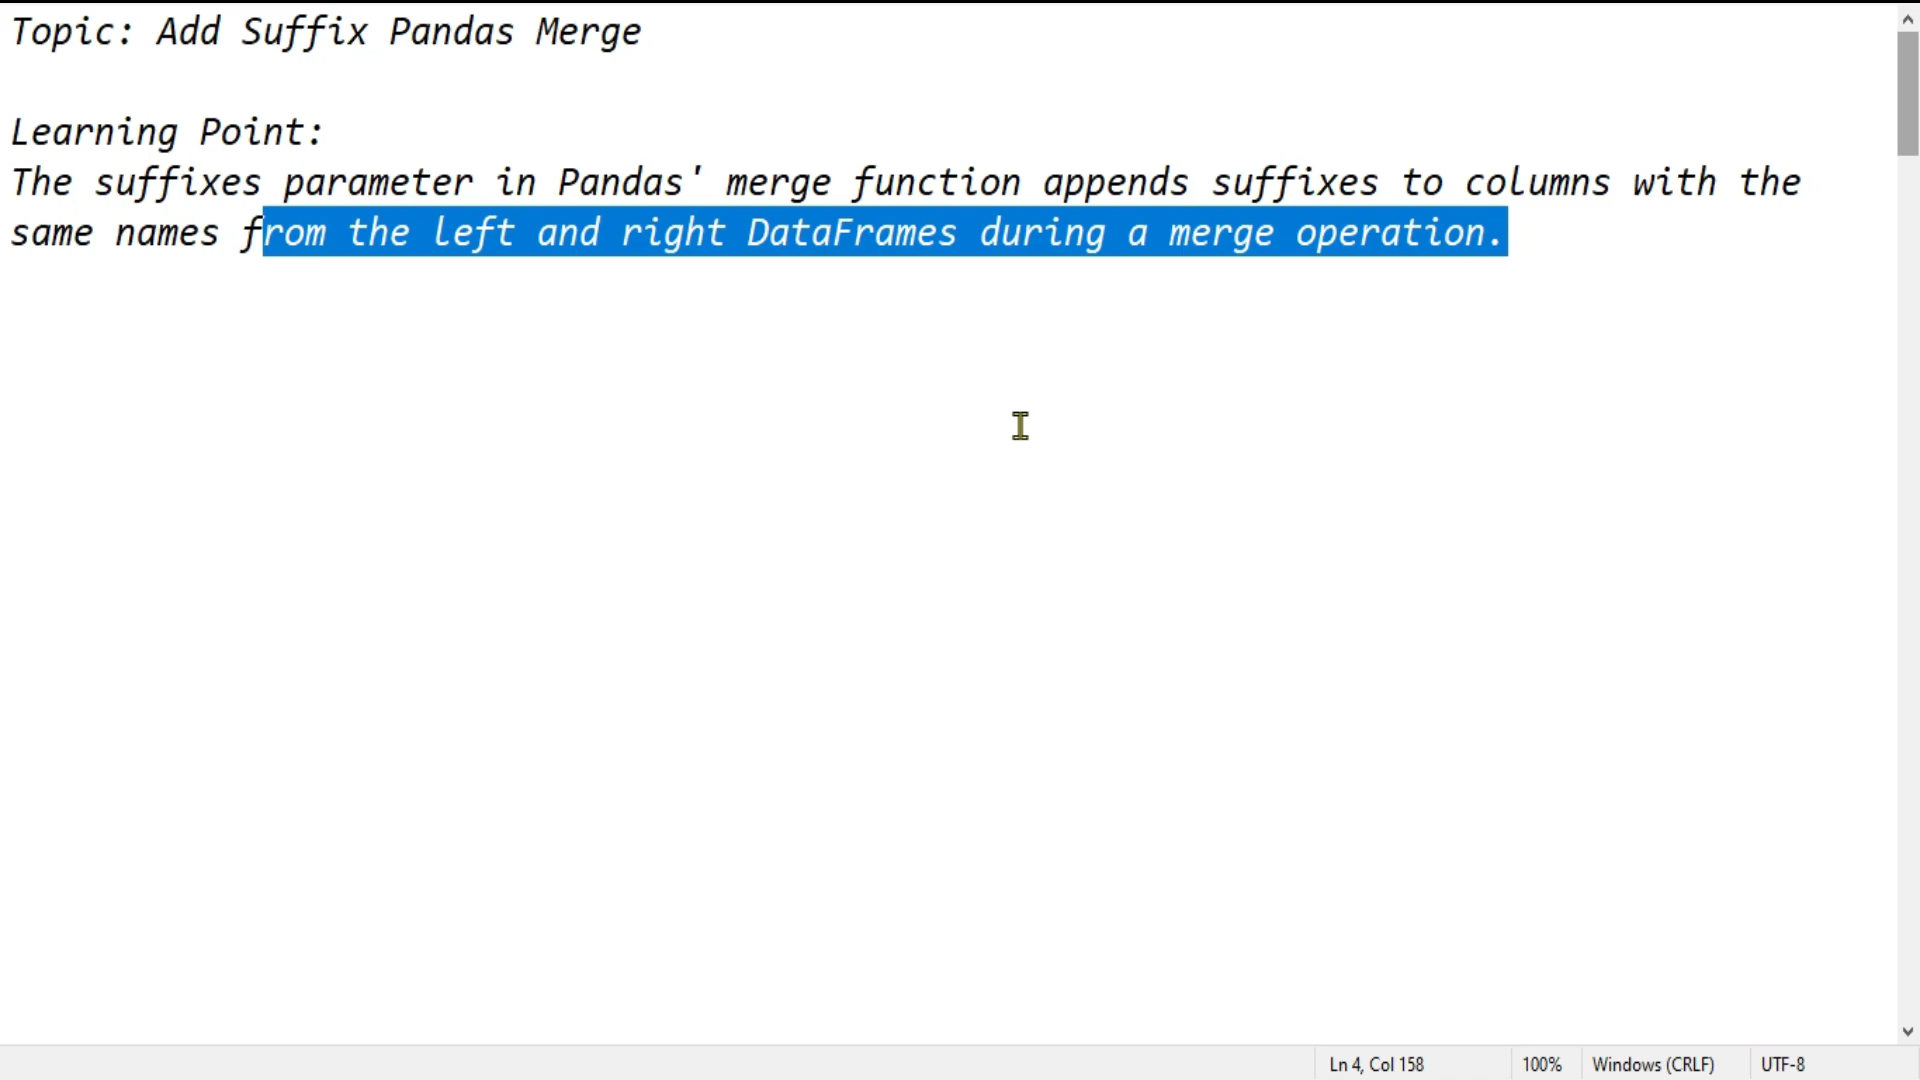 Topic: Add Suffix Pandas Merge
Learning Point:
The suffixes parameter in Pandas' merge function appends suffixes to columns with the
same names from the left and right DataFrames during a merge operation.
Ln 4, Col 158
100%
Windows (CRLF)
UTF-8